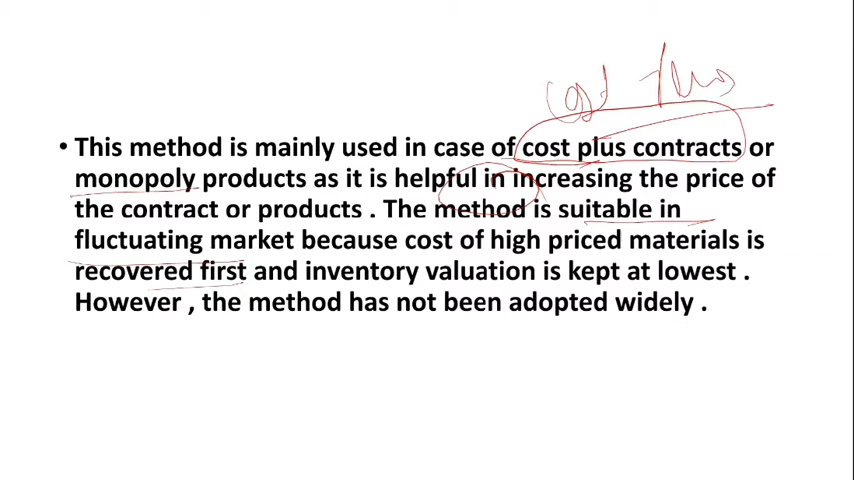 cost Plus
• This method is mainly used in case of cost plus contracts or
monopoly products as it is helpful in increasing the price of
the contract or products . The method is suitable in
fluctuating market because cost of high priced materials is
recovered first and inventory valuation is kept at lowest .
However , the method has not been adopted widely .